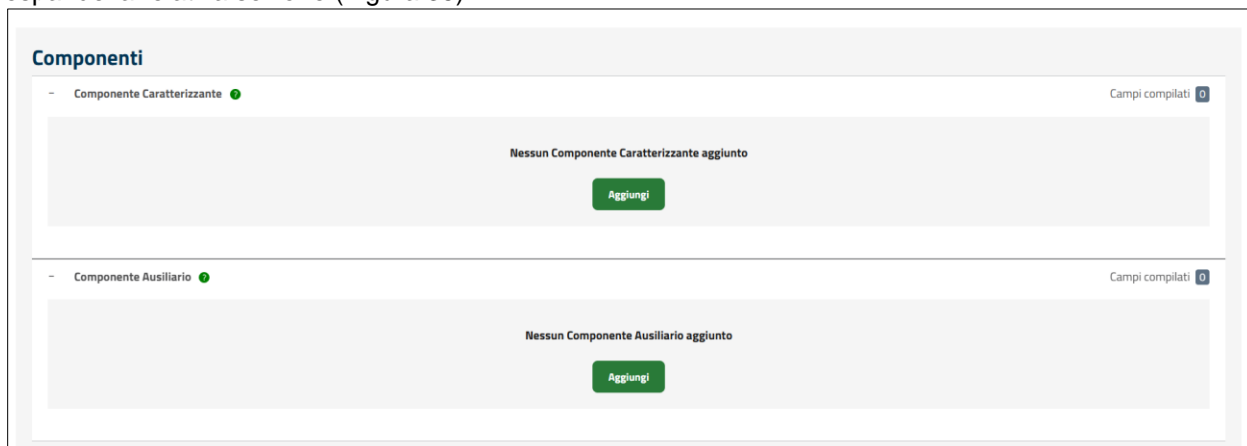 Componenti
- Componente Caratterizzante ? Campi compilati 0
Nessun Componente Caratterizzante aggiunto
Aggiungi
- Componente Ausiliario ? Campi compilati 0
Nessun Componente Ausiliario aggiunto
Aggiungi